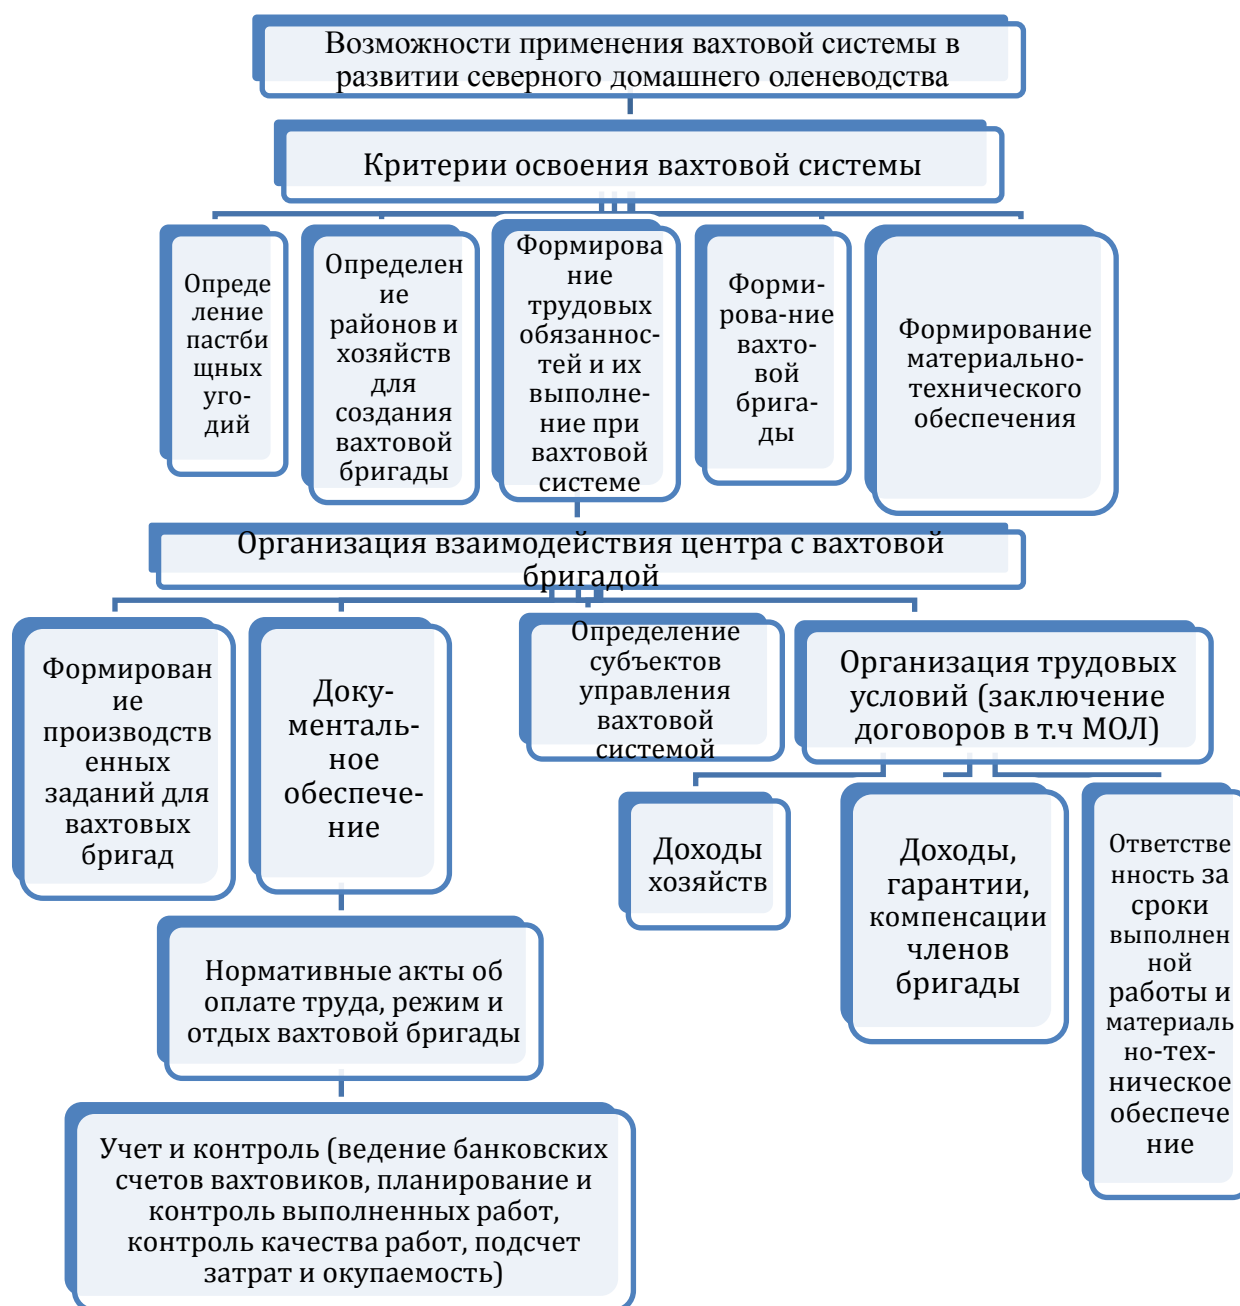 Возможности применения вахтовой системы в
развитии северного домашнего оленеводства
Критерии освоения вахтовой системы
Опреде
ление
пастби
щных
уго-
дий
Определен
ие
районов и
хозяйств
для
создания
вахтовой
бригады
Формирова
ние
трудовых
обязаннос-
тей и их
выполне-
ние при
вахтовой
системе
Форми-
рова-ние
вахто-
вой
брига-
ды
Формирование
материально-
технического
обеспечения
Организация взаимодействия центра с вахтовой
бригадой
Формирован
ие
производств
енных
заданий для
вахтовых
бригад
Доку-
менталь-
ное
обеспече-
ние
Определение
субъектов
управления
вахтовой
системой
Организация трудовых
условий (заключение
договоров в т.ч МОЛ)
Доходы
хозяйств
Доходы,
гарантии,
компенсации
членов
бригады
Ответстве
нность за
сроки
выполнен
ной
работы и
материаль
но-тех-
ническое
обеспече
ние
Нормативные акты об
оплате труда, режим и
отдых вахтовой бригады
Учет и контроль (ведение банковских
счетов вахтовиков, планирование и
контроль выполненных работ,
контроль качества работ, подсчет
затрат и окупаемость)